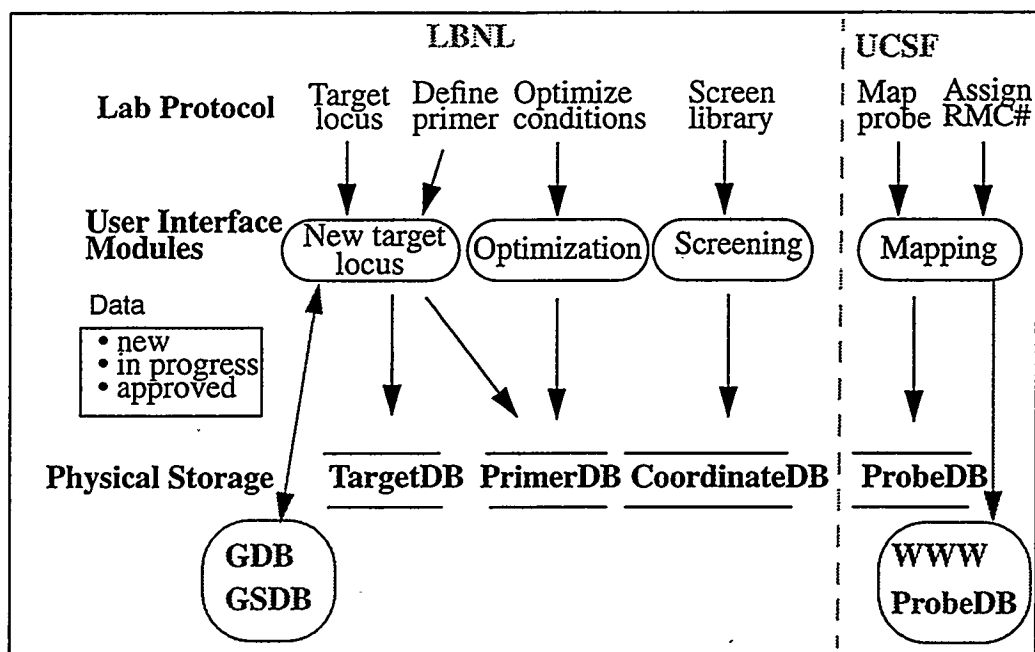 LBNL
UCSF
Lab Protocol
Target
locus
Define
primer
Optimize
conditions
Screen
library
Map
probe
Assign
RMC#
User Interface
Modules
New target
locus
Optimization
Screening
Mapping
Data
• new
• in progress
• approved
Physical Storage
TargetDB
PrimerDB
CoordinateDB
ProbeDB
GDB
GSDB
WWW
ProbeDB